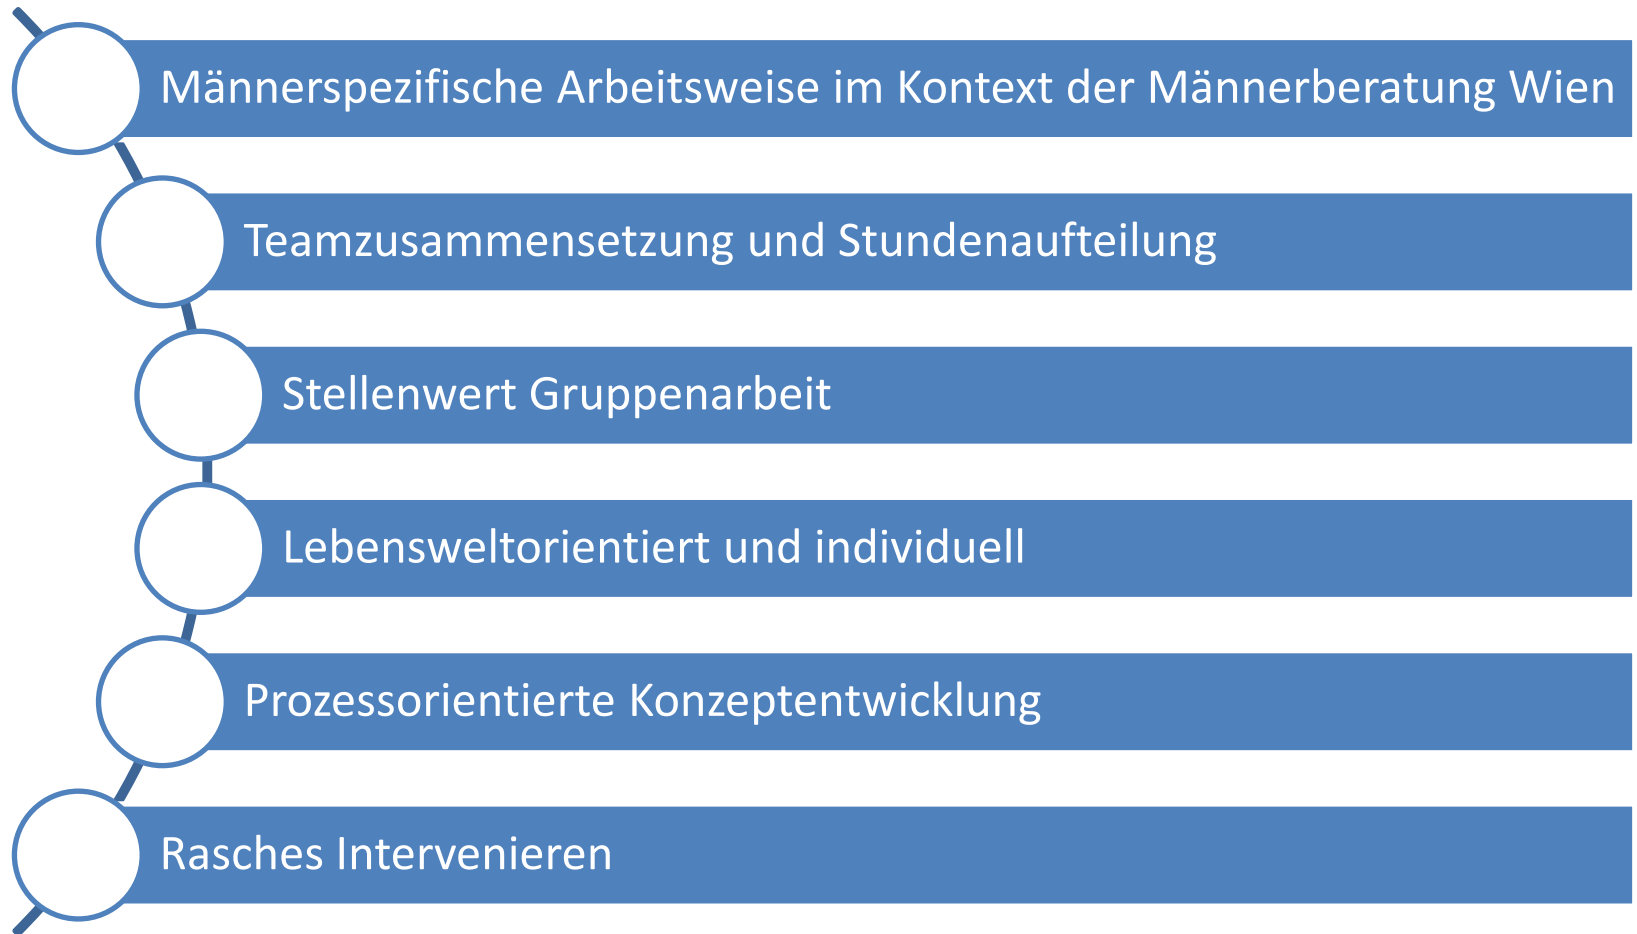 Männerspezifische Arbeitsweise im Kontext der Männerberatung Wien
Teamzusammensetzung und Stundenaufteilung
Stellenwert Gruppenarbeit
Lebensweltorientiert und individuell
Prozessorientierte Konzeptentwicklung
Rasches Intervenieren